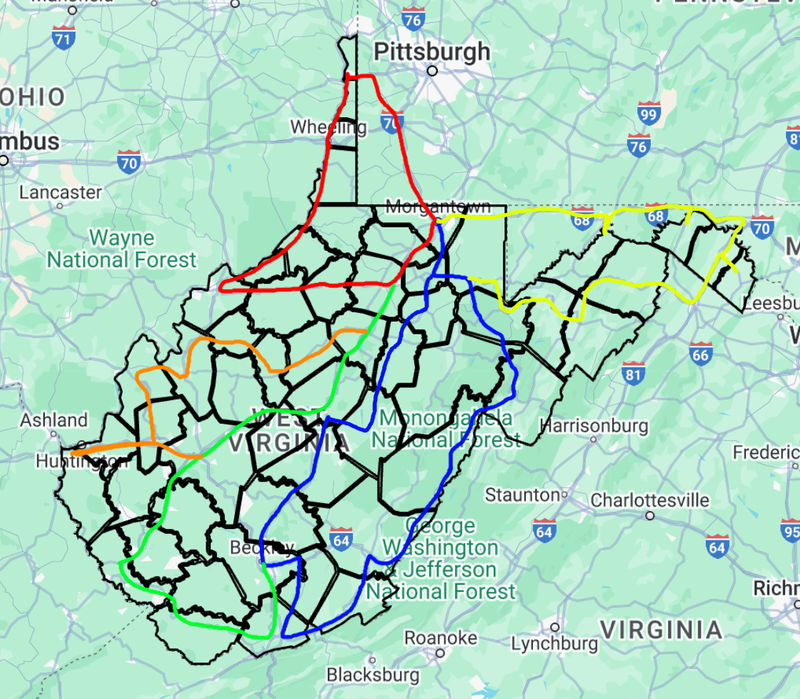 Mansfield
76
PENNSYLV
71
Pittsburgh
OHIO
70
99
Wheeling
76
mbus
70
Lancaster
Morgantown
68
68
70
Wayne
National Forest
M
Leesbu
W
66
81
Ashland
WEST
VIRGINIA
Monongahela
National Forest
Harrisonburg
Huntington
Frederic
Staunton
Charlottesville
George
Washington
& Jefferson
National Forest
64
64
64
95
Beckley
Richm
Roanoke
Lynchburg
VIRGINIA
Blacksburg